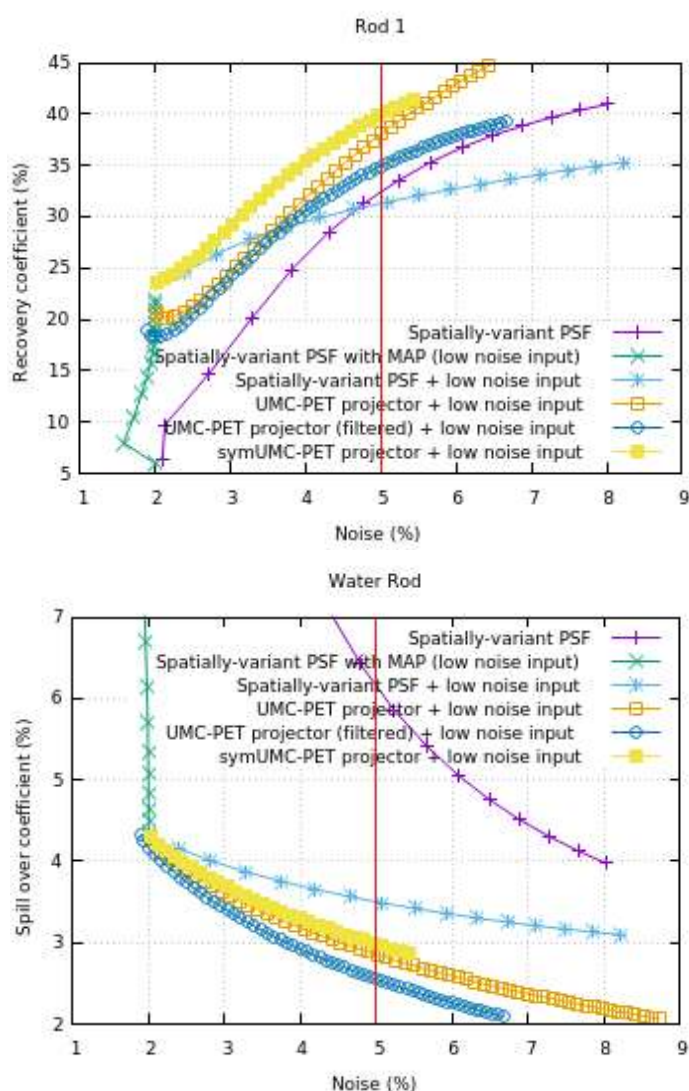 Rod 1
45
40
35
30
25
20
15
10
5
Recovery coefficient (%)
Spatially-variant PSF
Spatially-variant PSF with MAP (low noise input)
Spatially-variant PSF + low noise input
UMC-PET projector + low noise input
UMC-PET projector (filtered) + low noise input
symUMC-PET projector + low noise input
1 2 3 4 5 6 7 8 9
Noise (%)
Water Rod
7
6
5
4
3
2
Spill over coefficient (%)
Spatially-variant PSF
Spatially-variant PSF with MAP (low noise input)
Spatially-variant PSF + low noise input
UMC-PET projector + low noise input
UMC-PET projector (filtered) + low noise input
symUMC-PET projector + low noise input
1 2 3 4 5 6 7 8 9
Noise (%)